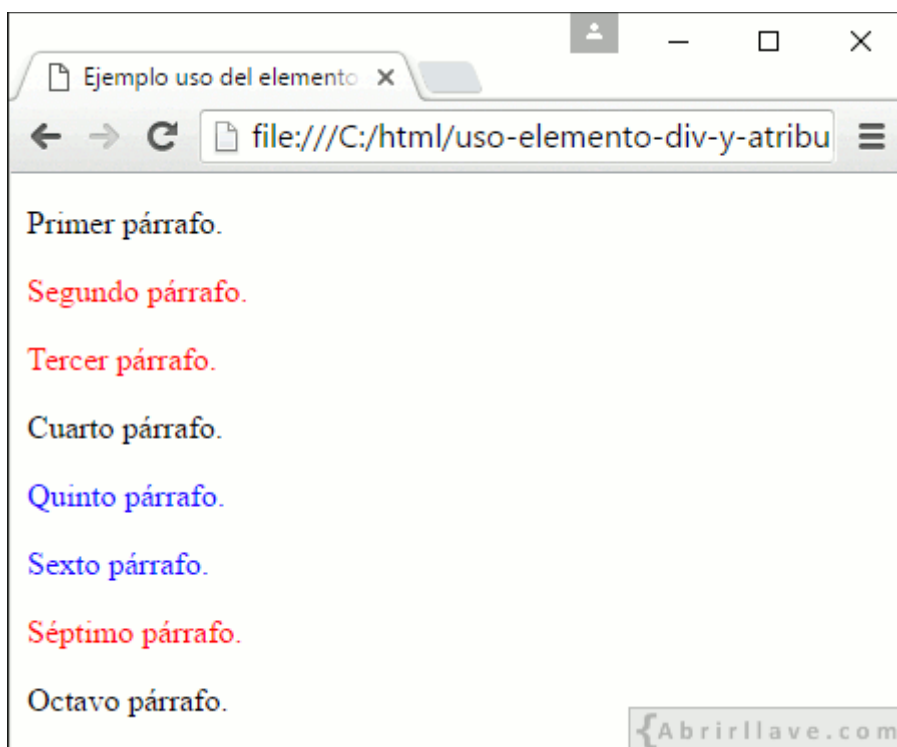 Ejemplo uso del elemento
file:///C:/html/uso-elemento-div-y-atribu
Primer párrafo.
Segundo párrafo.
Tercer párrafo.
Cuarto párrafo.
Quinto párrafo.
Sexto párrafo.
Séptimo párrafo.
Octavo párrafo.
{Abrirllave.com